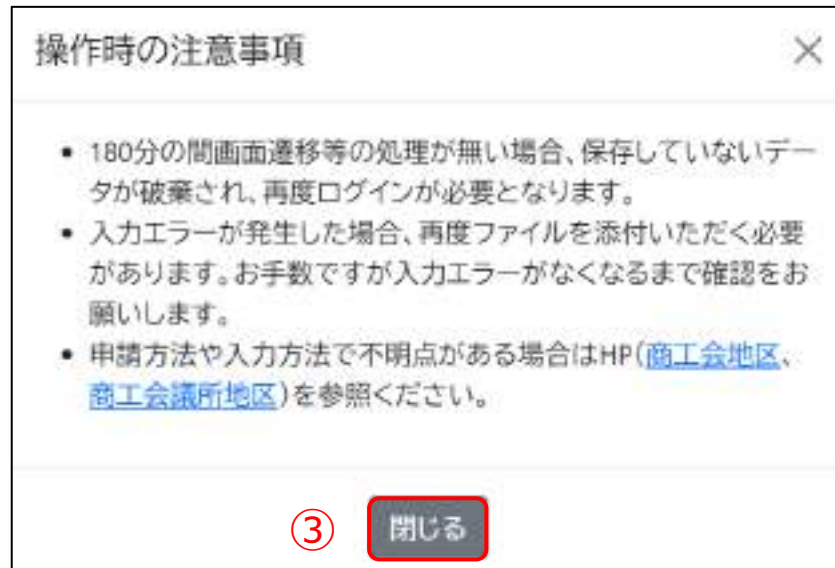 操作時の注意事項
• 180分の間画面遷移等の処理が無い場合、保存していないデー
タが破棄され、再度ログインが必要となります。
• 入力エラーが発生した場合、再度ファイルを添付いただく必要
があります。お手数ですが入力エラーがなくなるまで確認をお
願いします。
• 申請方法や入力方法で不明点がある場合はHP(商工会地区、
商工会議所地区)を参照ください。
③ 閉じる